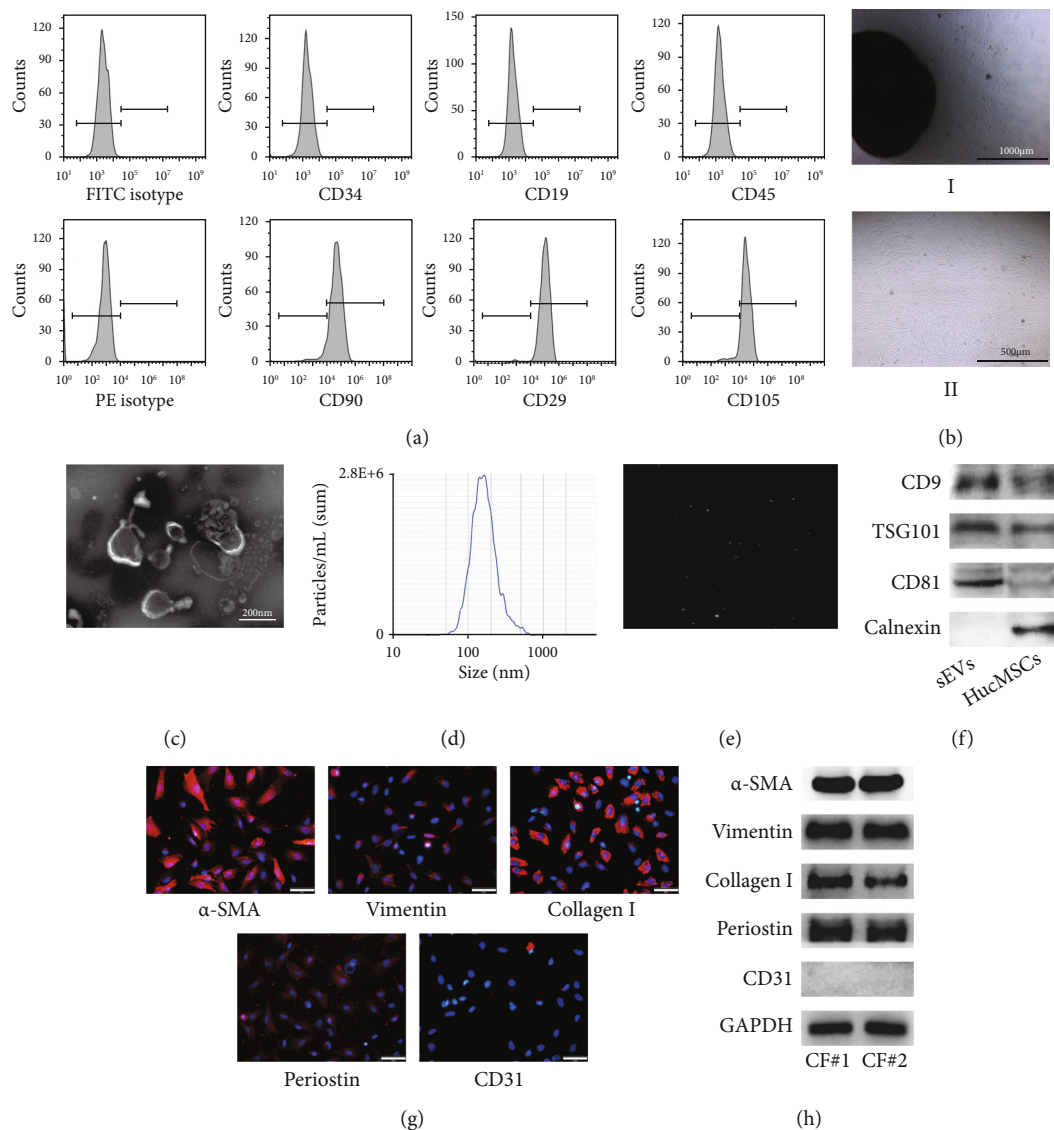 Counts
120
90
60
30
0
10¹ 10³ 10⁵ 10⁷ 10⁹
FITC isotype
Counts
120
90
60
30
0
10¹ 10³ 10⁵ 10⁷ 10⁹
CD34
Counts
150
100
50
0
10¹ 10³ 10⁵ 10⁷ 10⁹
CD19
Counts
120
90
60
30
0
10¹ 10³ 10⁵ 10⁷ 10⁹
CD45
1000μm
I
Counts
120
90
60
30
0
10⁰ 10² 10⁴ 10⁶ 10⁸
PE isotype
Counts
120
90
60
30
0
10⁰ 10² 10⁴ 10⁶ 10⁸
CD90
Counts
120
90
60
30
0
10⁰ 10² 10⁴ 10⁶ 10⁸
CD29
Counts
120
90
60
30
0
10⁰ 10² 10⁴ 10⁶ 10⁸
CD105
500μm
II
(a)
(b)
200nm
Particles/mL (sum)
2.8E+6
0
10 100 1000
Size (nm)
CD9
TSG101
CD81
Calnexin
sEVs
HucMSCs
(c)
(d)
(e)
(f)
α-SMA
Vimentin
Collagen I
Periostin
CD31
(g)
α-SMA
Vimentin
Collagen I
Periostin
CD31
GAPDH
CF#1 CF#2
(h)